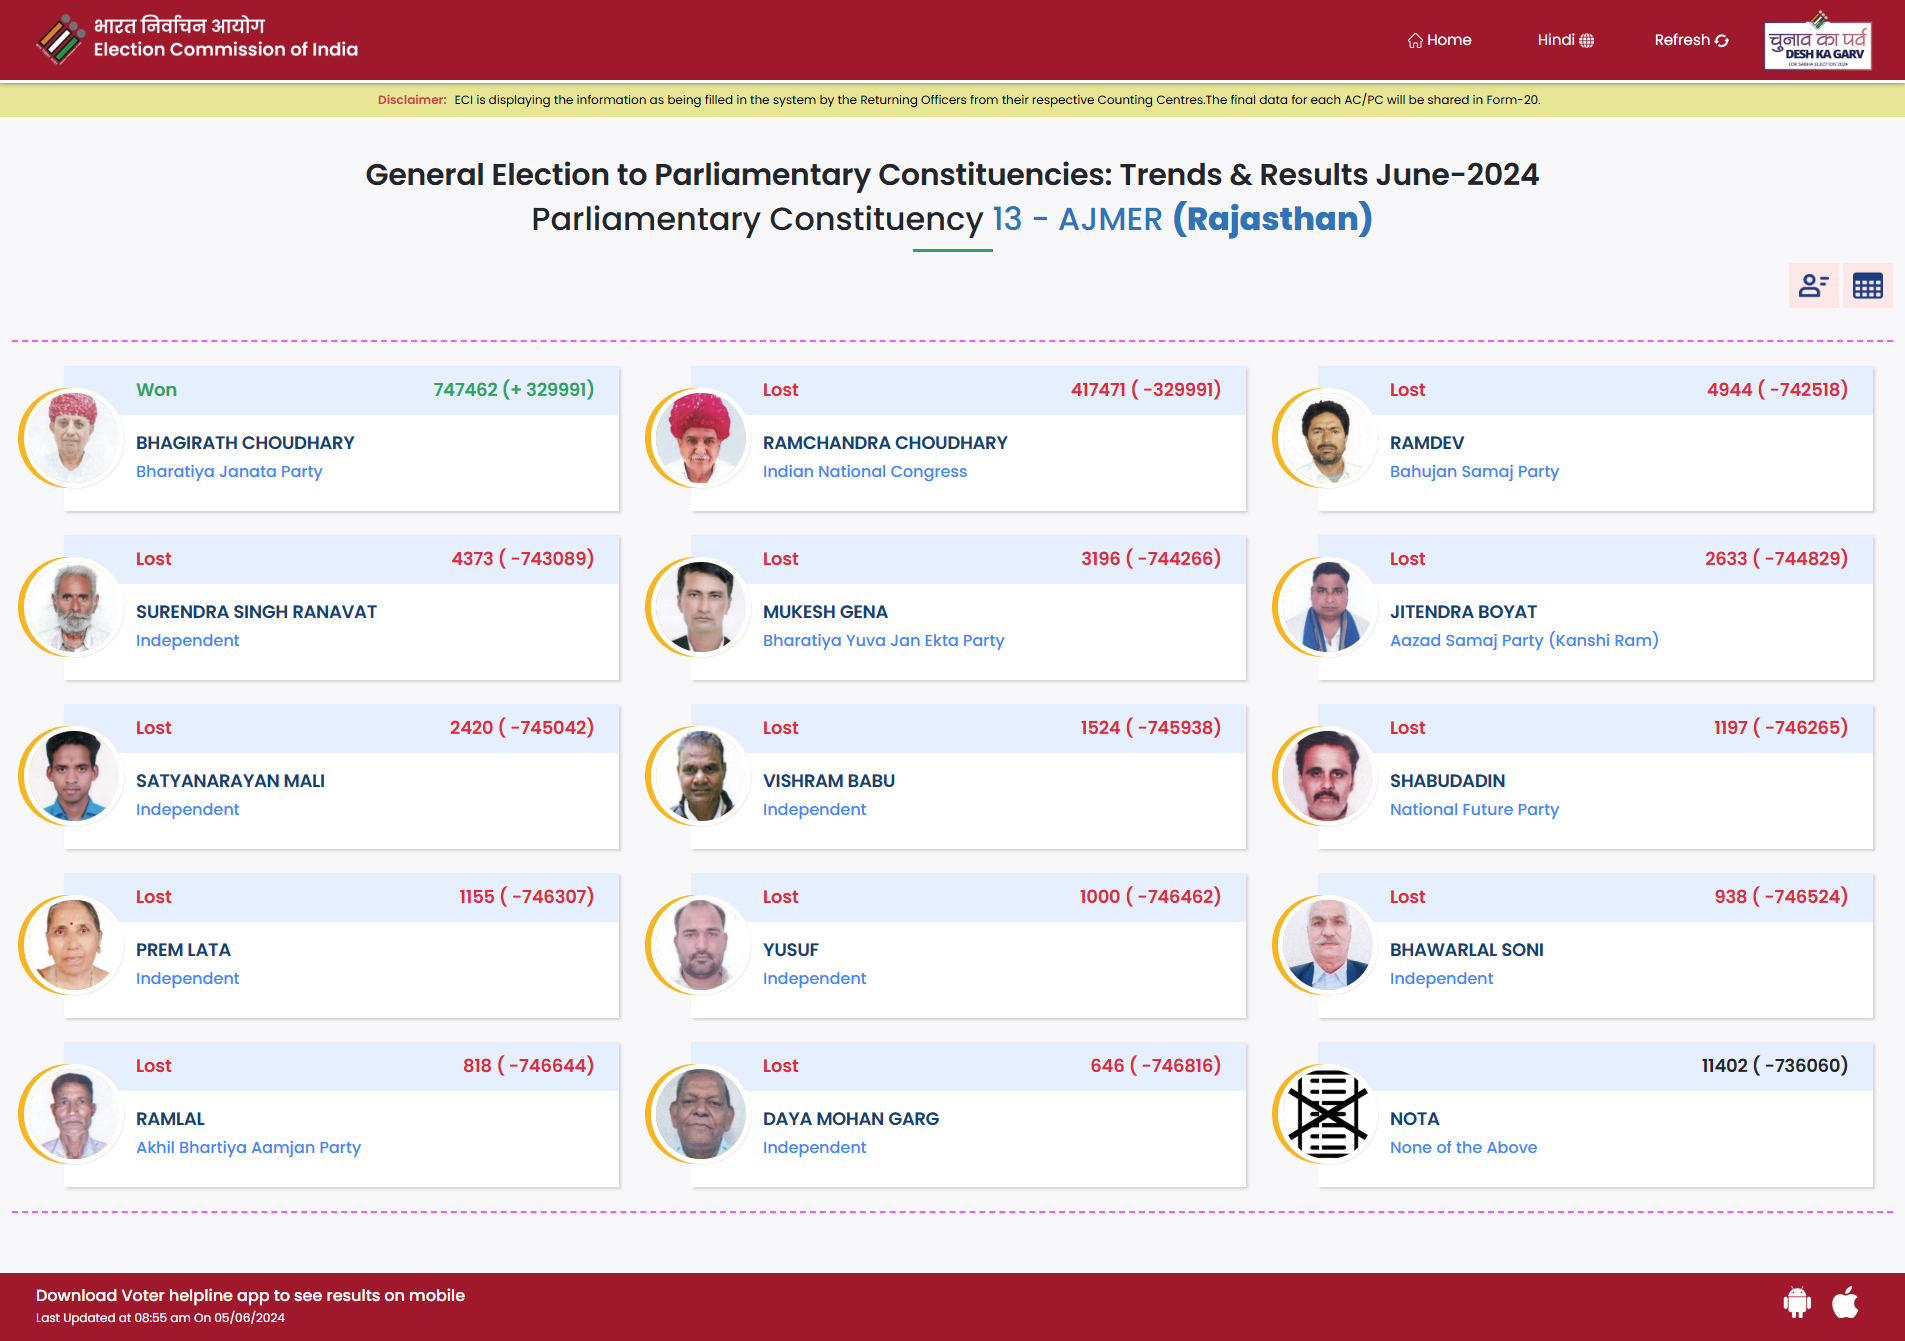 भारत निर्वाचन आयोग
Election Commission of India
Home
Hindi
Refresh
चुनाव का पर्व
DESH KA GARV
LOK SABHA ELECTION 2024
Disclaimer: ECI is displaying the information as being filled in the system by the Returning Officers from their respective Counting Centres.The final data for each AC/PC will be shared in Form-20.
General Election to Parliamentary Constituencies: Trends & Results June-2024
Parliamentary Constituency 13 - AJMER (Rajasthan)
Won 747462 (+ 329991)
BHAGIRATH CHOUDHARY
Bharatiya Janata Party
Lost 417471 ( -329991)
RAMCHANDRA CHOUDHARY
Indian National Congress
Lost 4944 ( -742518)
RAMDEV
Bahujan Samaj Party
Lost 4373 ( -743089)
SURENDRA SINGH RANAVAT
Independent
Lost 3196 ( -744266)
MUKESH GENA
Bharatiya Yuva Jan Ekta Party
Lost 2633 ( -744829)
JITENDRA BOYAT
Aazad Samaj Party (Kanshi Ram)
Lost 2420 ( -745042)
SATYANARAYAN MALI
Independent
Lost 1524 ( -745938)
VISHRAM BABU
Independent
Lost 1197 ( -746265)
SHABUDADIN
National Future Party
Lost 1155 ( -746307)
PREM LATA
Independent
Lost 1000 ( -746462)
YUSUF
Independent
Lost 938 ( -746524)
BHAWARLAL SONI
Independent
Lost 818 ( -746644)
RAMLAL
Akhil Bhartiya Aamjan Party
Lost 646 ( -746816)
DAYA MOHAN GARG
Independent
11402 ( -736060)
NOTA
None of the Above
Download Voter helpline app to see results on mobile
Last Updated at 08:55 am On 05/06/2024